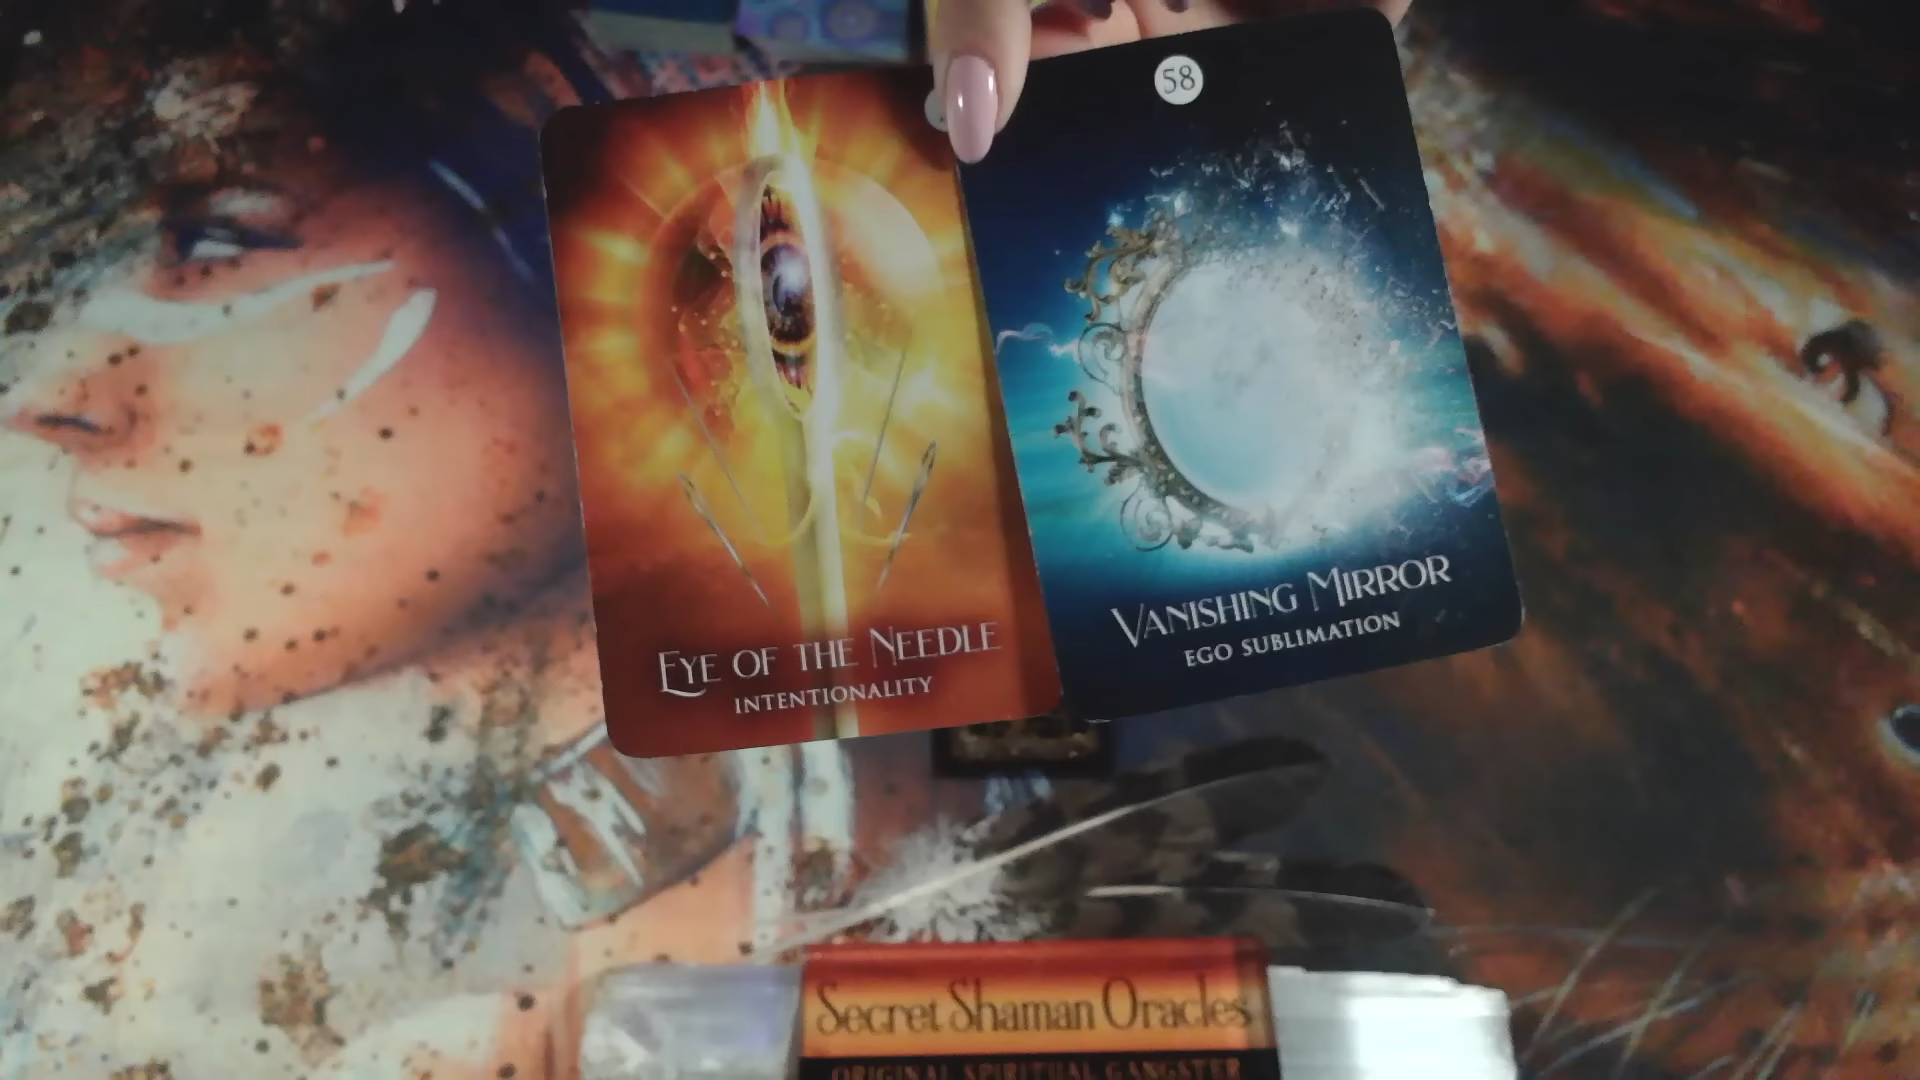 58
EYE OF THE NEEDLE
INTENTIONALITY
VANISHING MIRROR
EGO SUBLIMATION
Secret Shaman Oracles
ORIGINAL SPIRITUAL GANGSTER